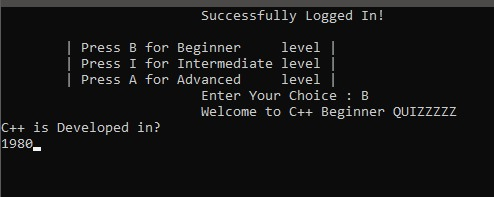 Successfully Logged In!
| Press B for Beginner     level |
| Press I for Intermediate level |
| Press A for Advanced     level |
Enter Your Choice : B
Welcome to C++ Beginner QUIZZZZZ
C++ is Developed in?
1980